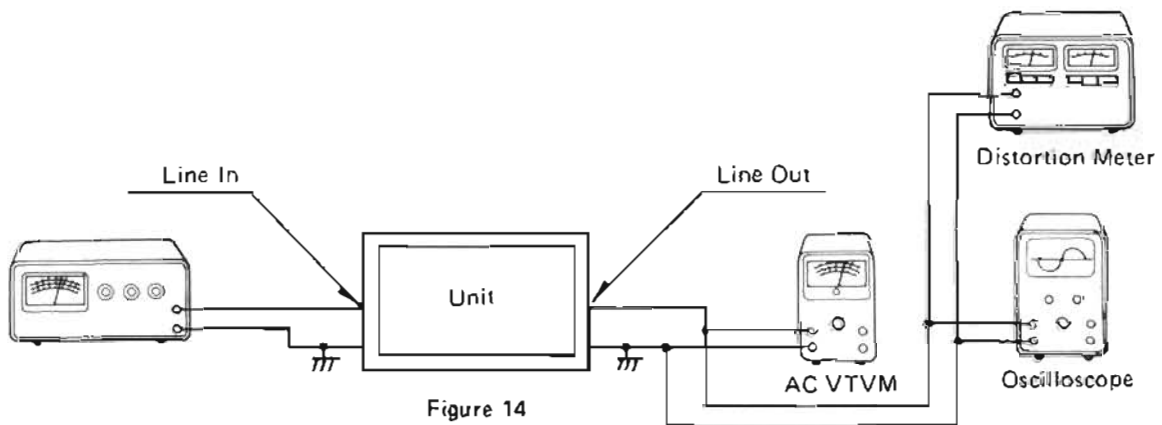 Distortion Meter
Line In
Line Out
Unit
AC VTVM
Oscilloscope
Figure 14